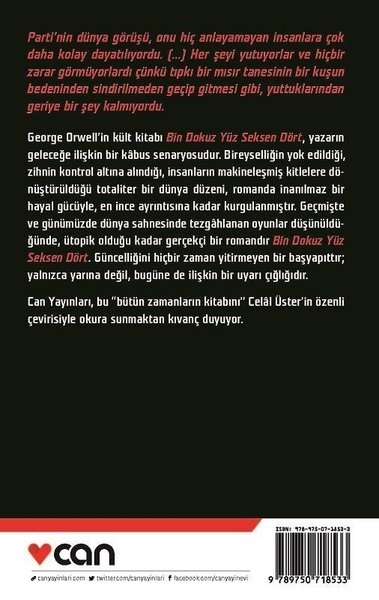 Parti’nin dünya görüşü, onu hiç anlayamayan insanlara çok
daha kolay dayatılıyordu. (...) Her şeyi yutuyorlar ve hiçbir
zarar görmüyorlardı çünkü tıpkı bir mısır tanesinin bir kuşun
bedeninden sindirilmeden geçip gitmesi gibi, yuttuklarından
geriye bir şey kalmıyordu.
George Orwell’in kült kitabı Bin Dokuz Yüz Seksen Dört, yazarın
geleceğe ilişkin bir kâbus senaryosudur. Bireyselliğin yok edildiği,
zihnin kontrol altına alındığı, insanların makineleşmiş kitlelere dö-
nüştürüldüğü totaliter bir dünya düzeni, romanda inanılmaz bir
hayal gücüyle, en ince ayrıntısına kadar kurgulanmıştır. Geçmişte
ve günümüzde dünya sahnesinde tezgâhlanan oyunlar düşünüldü-
ğünde, ütopik olduğu kadar gerçekçi bir romandır Bin Dokuz Yüz
Seksen Dört. Güncelliğini hiçbir zaman yitirmeyen bir başyapıttır;
yalnızca yarına değil, bugüne de ilişkin bir uyarı çığlığıdır.
Can Yayınları, bu “bütün zamanların kitabını” Celâl Üster’in özenli
çevirisiyle okura sunmaktan kıvanç duyuyor.
ISBN: 978-975-07-1853-3
can
canyayinlari.com twitter.com/canyayinlari facebook.com/canyayinevi
9 789750 718533